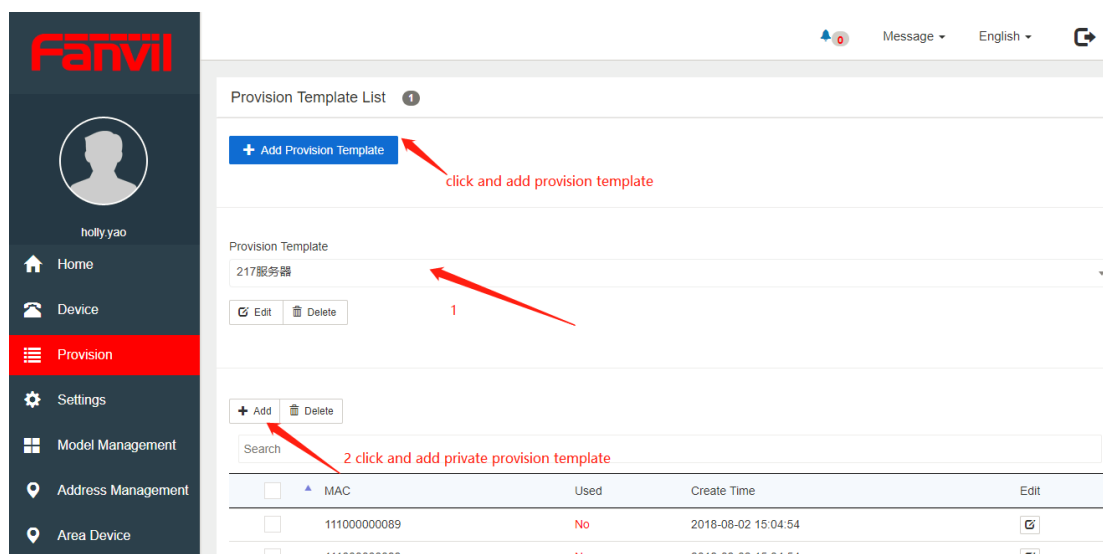 Fanvil
0
Message
English
holly.yao
Home
Device
Provision
Settings
Model Management
Address Management
Area Device
Provision Template List 1
+ Add Provision Template
click and add provision template
Provision Template
217服务器
Edit Delete
1
+ Add Delete
Search
2 click and add private provision template
MAC Used Create Time Edit
111000000089 No 2018-08-02 15:04:54